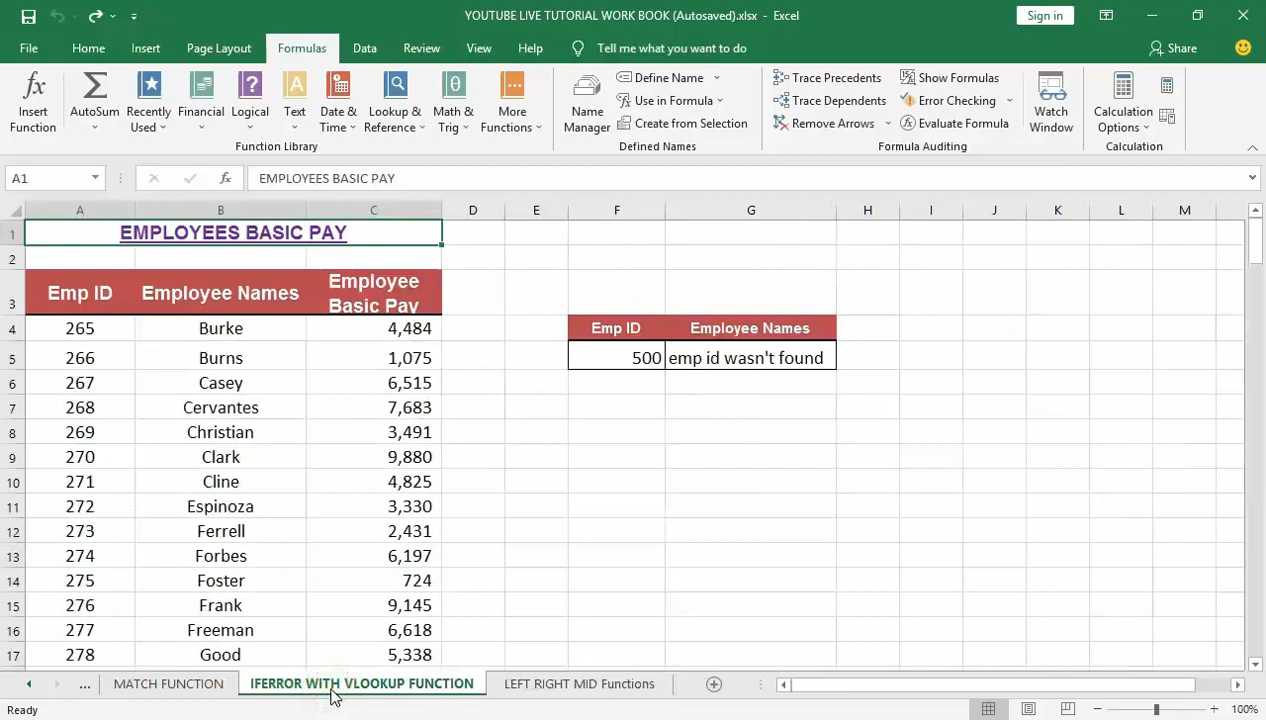 YOUTUBE LIVE TUTORIAL WORK BOOK (Autosaved).xlsx - Excel
Sign in
File Home Insert Page Layout Formulas Data Review View Help Tell me what you want to do Share
Insert Function
AutoSum
Recently Used
Financial
Logical
Text
Date & Time
Lookup & Reference
Math & Trig
More Functions
Function Library
Name Manager
Define Name
Use in Formula
Create from Selection
Defined Names
Trace Precedents
Trace Dependents
Remove Arrows
Show Formulas
Error Checking
Evaluate Formula
Formula Auditing
Watch Window
Calculation Options
Calculation
A1 fx EMPLOYEES BASIC PAY
A B C D E F G H I J K L M
1 EMPLOYEES BASIC PAY
2
3 Emp ID Employee Names Employee Basic Pay
4 265 Burke 4,484 Emp ID Employee Names
5 266 Burns 1,075 500 emp id wasn't found
6 267 Casey 6,515
7 268 Cervantes 7,683
8 269 Christian 3,491
9 270 Clark 9,880
10 271 Cline 4,825
11 272 Espinoza 3,330
12 273 Ferrell 2,431
13 274 Forbes 6,197
14 275 Foster 724
15 276 Frank 9,145
16 277 Freeman 6,618
17 278 Good 5,338
... MATCH FUNCTION IFERROR WITH VLOOKUP FUNCTION LEFT RIGHT MID Functions
Ready 100%